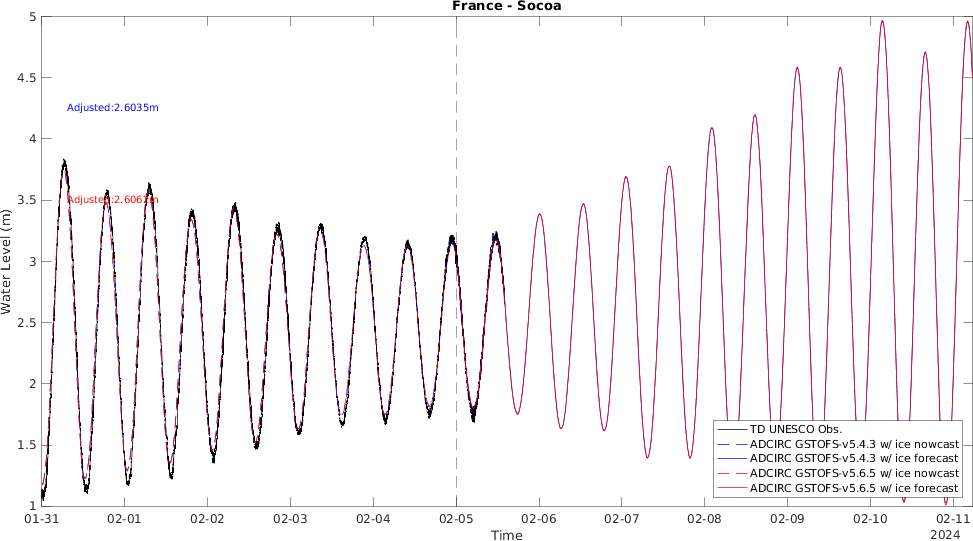 France - Socoa
5
4.5
4
3.5
3
2.5
2
1.5
1
Water Level (m)
Adjusted:2.6035m
Adjusted:2.6061m
TD UNESCO Obs.
ADCIRC GSTOFS-v5.4.3 w/ ice nowcast
ADCIRC GSTOFS-v5.4.3 w/ ice forecast
ADCIRC GSTOFS-v5.6.5 w/ ice nowcast
ADCIRC GSTOFS-v5.6.5 w/ ice forecast
01-31 02-01 02-02 02-03 02-04 02-05 02-06 02-07 02-08 02-09 02-10 02-11
Time
2024